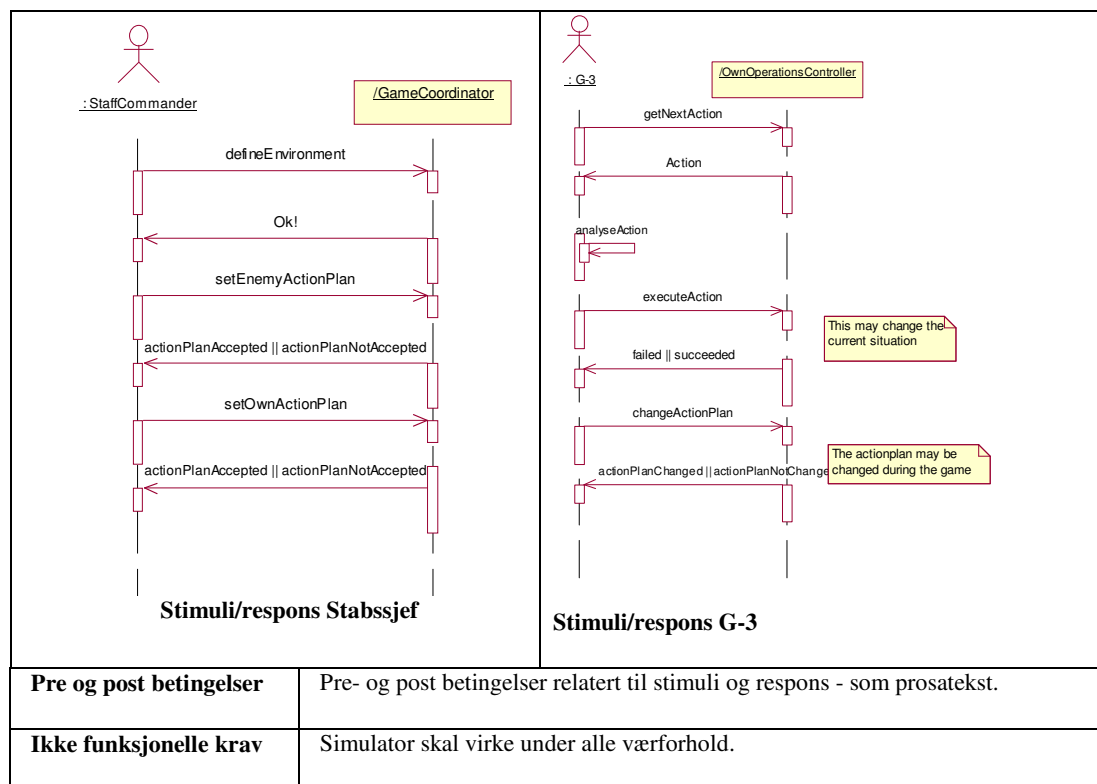 : StaffCommander
/GameCoordinator
defineEnvironment
Ok!
setEnemyActionPlan
actionPlanAccepted || actionPlanNotAccepted
setOwnActionPlan
actionPlanAccepted || actionPlanNotAccepted
Stimuli/respons Stabssjef
: G-3
/OwnOperationsController
getNextAction
Action
analyseAction
executeAction
This may change the
current situation
failed || succeeded
changeActionPlan
The actionplan may be
changed during the game
actionPlanChanged || actionPlanNotChange
Stimuli/respons G-3
Pre og post betingelser
Pre- og post betingelser relatert til stimuli og respons - som prosatekst.
Ikke funksjonelle krav
Simulator skal virke under alle værforhold.